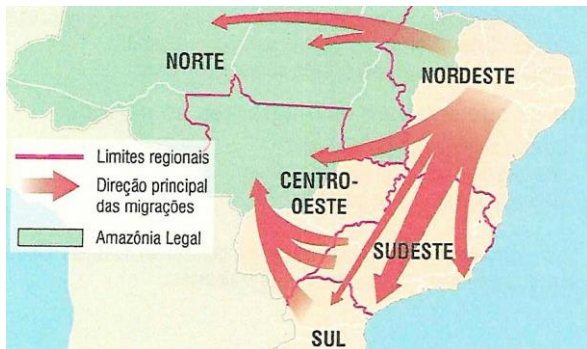 NORTE
NORDESTE
Limites regionais
Direção principal
das migrações
Amazônia Legal
CENTRO-
OESTE
SUDESTE
SUL